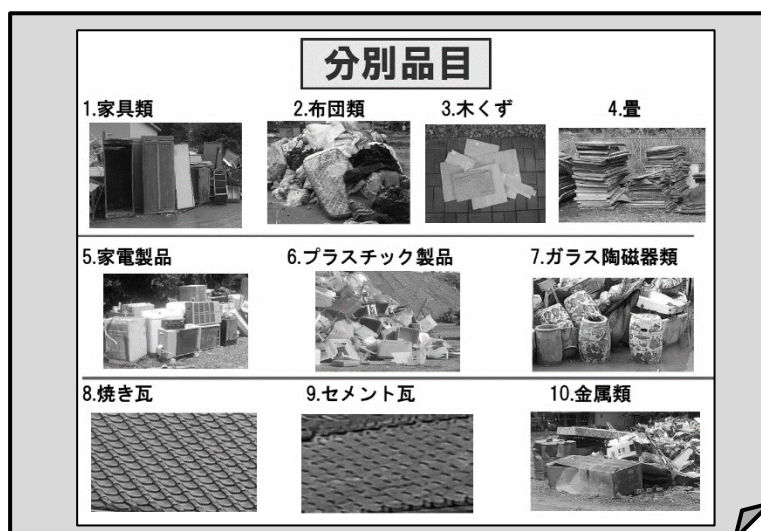 分別品目
1.家具類 2.布団類 3.木くず 4.畳
5.家電製品 6.プラスチック製品 7.ガラス陶磁器類
8.焼き瓦 9.セメント瓦 10.金属類